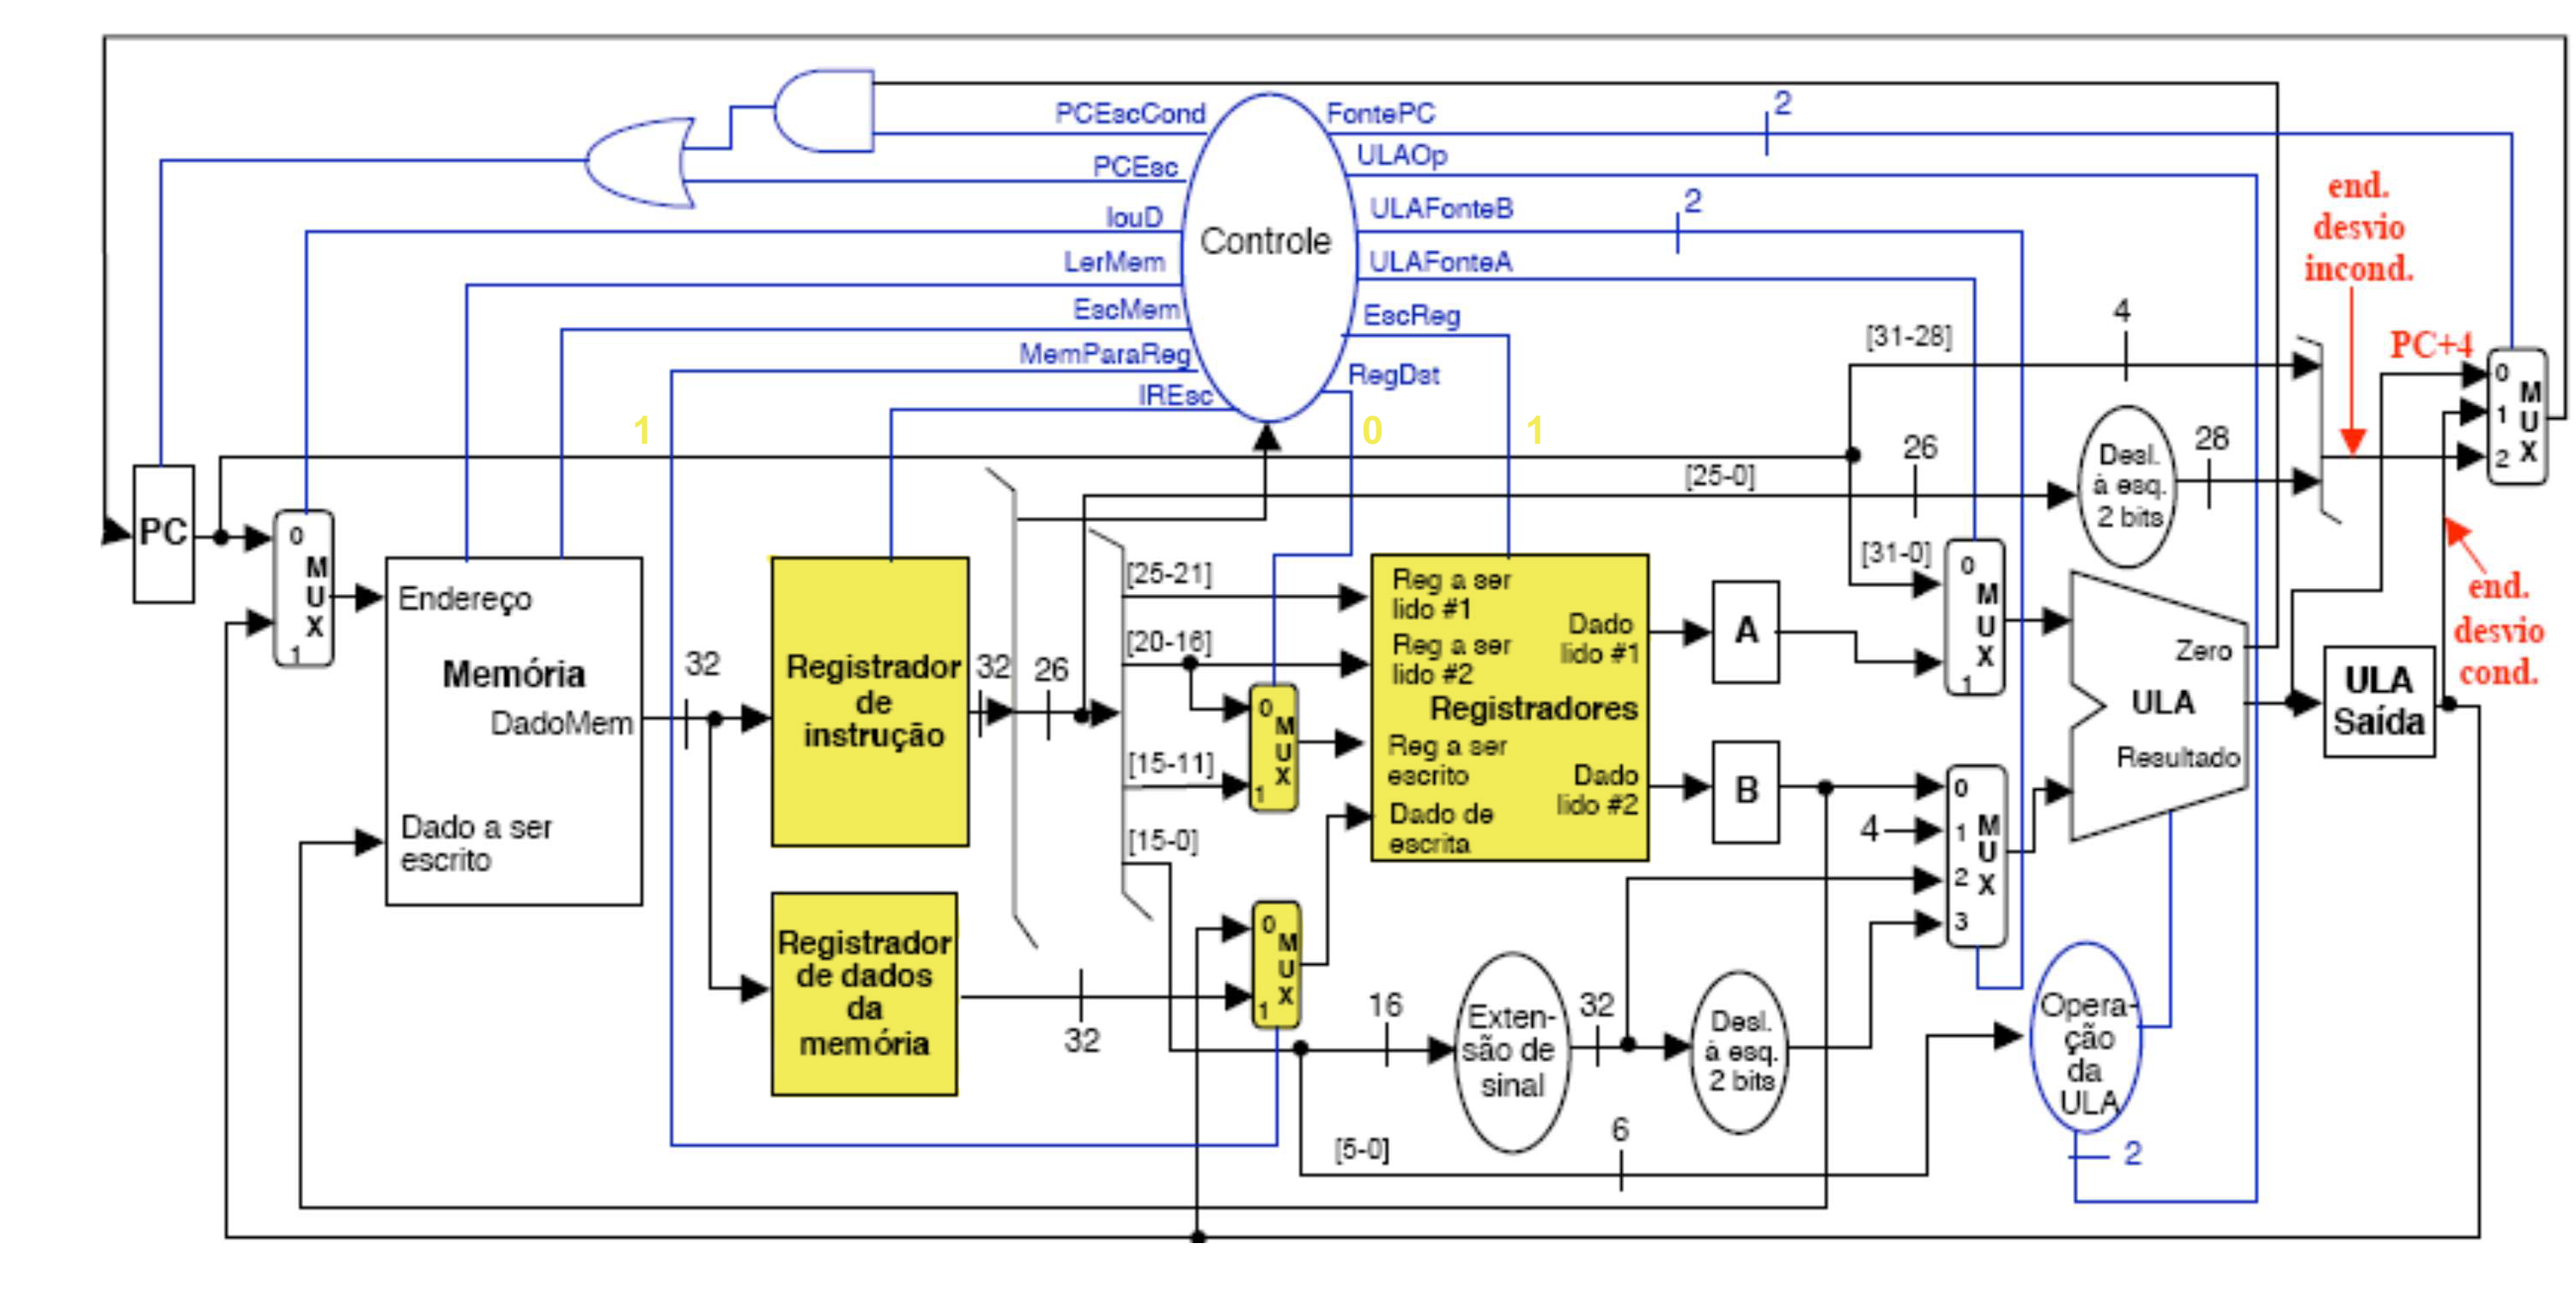 PCEscCond
PCEsc
IouD
LerMem
EscMem
MemParaReg
IREsc
Controle
FontePC
2
ULAOp
ULAFonteB
2
ULAFonteA
EscReg
RegDst
1
0
1
end.
desvio
incond.
PC+4
[31-28]
4
26
[25-0]
Desl.
à esq.
2 bits
28
0
1
2
M
U
X
end.
desvio
cond.
PC
0
M
U
X
1
Endereço
Memória
DadoMem
Dado a ser
escrito
32
Registrador
de
instrução
32
26
Registrador
de dados
da
memória
32
[25-21]
[20-16]
[15-11]
[15-0]
0
M
U
X
1
0
M
U
X
1
Reg a ser
lido #1
Reg a ser
lido #2
Registradores
Reg a ser
escrito
Dado de
escrita
Dado
lido #1
Dado
lido #2
A
B
[31-0]
0
M
U
X
1
4
0
1
2
3
M
U
X
Zero
ULA
Resultado
ULA
Saída
16
Exten-
são de
sinal
32
Desl.
à esq.
2 bits
[5-0]
6
Opera-
ção
da
ULA
2